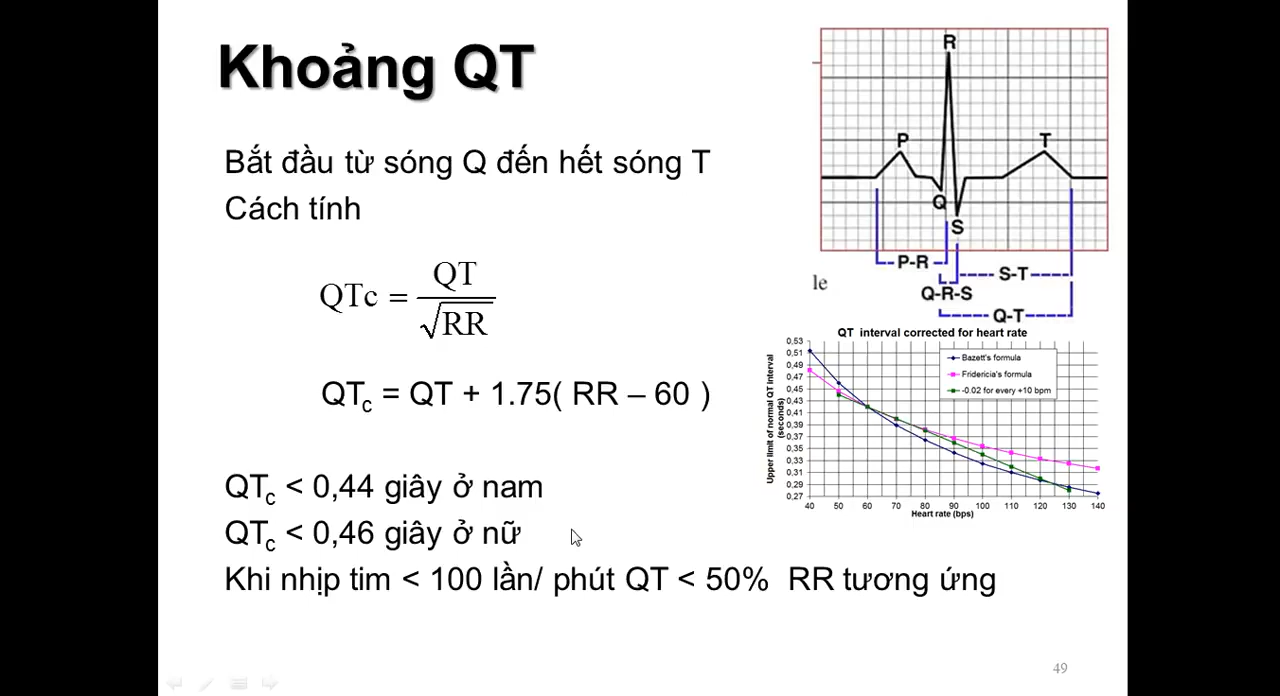 Khoảng QT
Bắt đầu từ sóng Q đến hết sóng T
Cách tính
QTc = QT / √RR
QTc = QT + 1.75( RR – 60 )
QTc < 0,44 giây ở nam
QTc < 0,46 giây ở nữ
Khi nhịp tim < 100 lần/ phút QT < 50% RR tương ứng
R
P
T
Q
S
P-R
S-T
le
Q-R-S
Q-T
QT interval corrected for heart rate
Upper limit of normal QT interval
(seconds)
0,53
0,51
0,49
0,47
0,45
0,43
0,41
0,39
0,37
0,35
0,33
0,31
0,29
0,27
Bazett's formula
Fridericia's formula
-0.02 for every +10 bpm
40 50 60 70 80 90 100 110 120 130 140
Heart rate (bps)
49